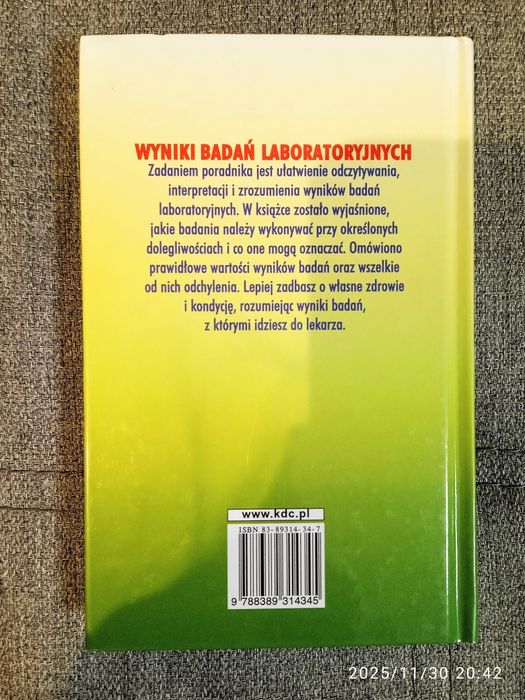 WYNIKI BADAŃ LABORATORYJNYCH
Zadaniem poradnika jest ułatwienie odczytywania,
interpretacji i zrozumienia wyników badań
laboratoryjnych. W książce zostało wyjaśnione,
jakie badania należy wykonywać przy określonych
dolegliwościach i co one mogą oznaczać. Omówiono
prawidłowe wartości wyników badań oraz wszelkie
od nich odchylenia. Lepiej zadbasz o własne zdrowie
i kondycję, rozumiejąc wyniki badań,
z którymi idziesz do lekarza.
www.kdc.pl
ISBN 83-89314-34-7
9 788389 314345
2025/11/30 20:42